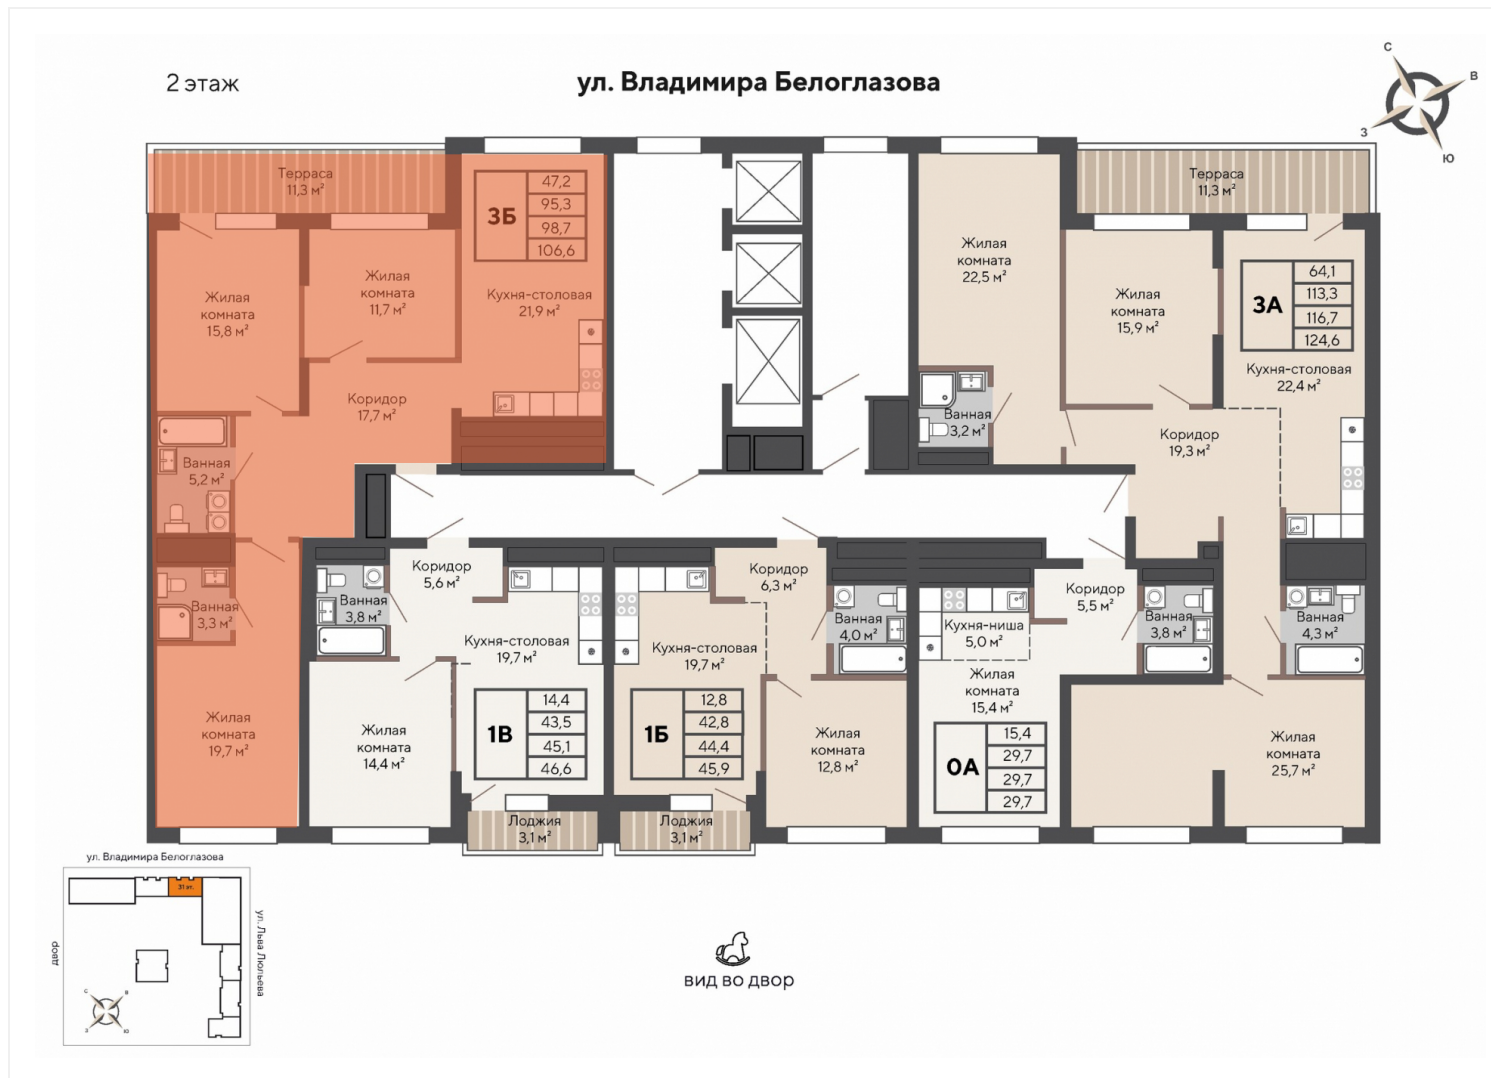 2 этаж
ул. Владимира Белоглазова
С
В
З
Ю
Терраса
11,3 м²
3Б
47,2
95,3
98,7
106,6
Жилая
комната
15,8 м²
Жилая
комната
11,7 м²
Кухня-столовая
21,9 м²
Коридор
17,7 м²
Ванная
5,2 м²
Ванная
3,3 м²
Жилая
комната
19,7 м²
Терраса
11,3 м²
Жилая
комната
22,5 м²
Жилая
комната
15,9 м²
3А
64,1
113,3
116,7
124,6
Кухня-столовая
22,4 м²
Ванная
3,2 м²
Коридор
19,3 м²
Коридор
5,6 м²
Ванная
3,8 м²
Кухня-столовая
19,7 м²
Жилая
комната
14,4 м²
1В
14,4
43,5
45,1
46,6
Лоджия
3,1 м²
Коридор
6,3 м²
Кухня-столовая
19,7 м²
Ванная
4,0 м²
1Б
12,8
42,8
44,4
45,9
Жилая
комната
12,8 м²
Лоджия
3,1 м²
Коридор
5,5 м²
Кухня-ниша
5,0 м²
Ванная
3,8 м²
Жилая
комната
15,4 м²
0А
15,4
29,7
29,7
29,7
Ванная
4,3 м²
Жилая
комната
25,7 м²
ул. Владимира Белоглазова
31 эт.
двор
ул. Льва Люльева
С
В
З
Ю
вид во двор